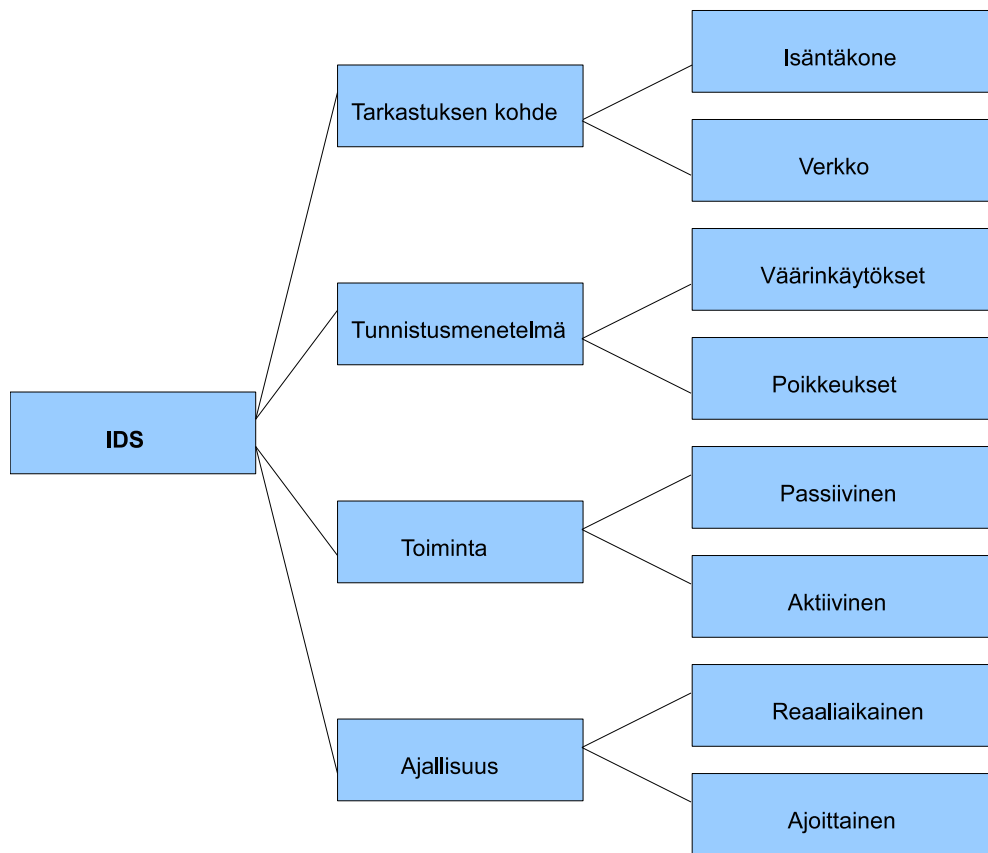 IDS
Tarkastuksen kohde
Isäntäkone
Verkko
Tunnistusmenetelmä
Väärinkäytökset
Poikkeukset
Toiminta
Passiivinen
Aktiivinen
Ajallisuus
Reaaliaikainen
Ajoittainen